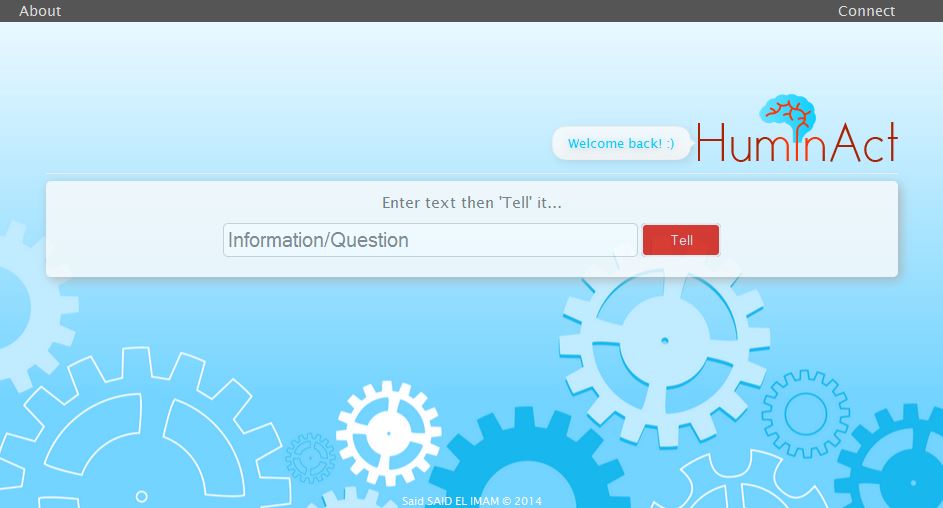 About
Connect
Welcome back! :)
HuminAct
Enter text then 'Tell' it...
Information/Question
Tell
Said SAID EL IMAM © 2014